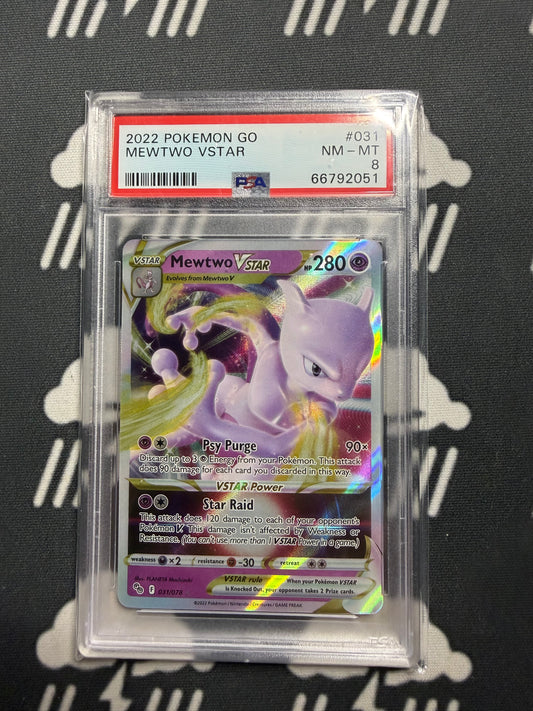 2022 POKEMON GO #031
MEWTWO VSTAR NM - MT
8
PSA 66792051
VSTAR Mewtwo VSTAR HP 280
Evolves from Mewtwo V
Psy Purge 90×
Discard up to 3 Energy from your Pokémon. This attack
does 90 damage for each card you discarded in this way.
VSTAR Power
Star Raid
This attack does 120 damage to each of your opponent's
Pokémon V. This damage isn't affected by Weakness or
Resistance. (You can't use more than 1 VSTAR Power in a game.)
weakness ×2 resistance -30 retreat
Illus. PLANETA Mochizuki
VSTAR rule When your Pokémon VSTAR
is Knocked Out, your opponent takes 2 Prize cards.
F 031/078
©2022 Pokémon / Nintendo / Creatures / GAME FREAK